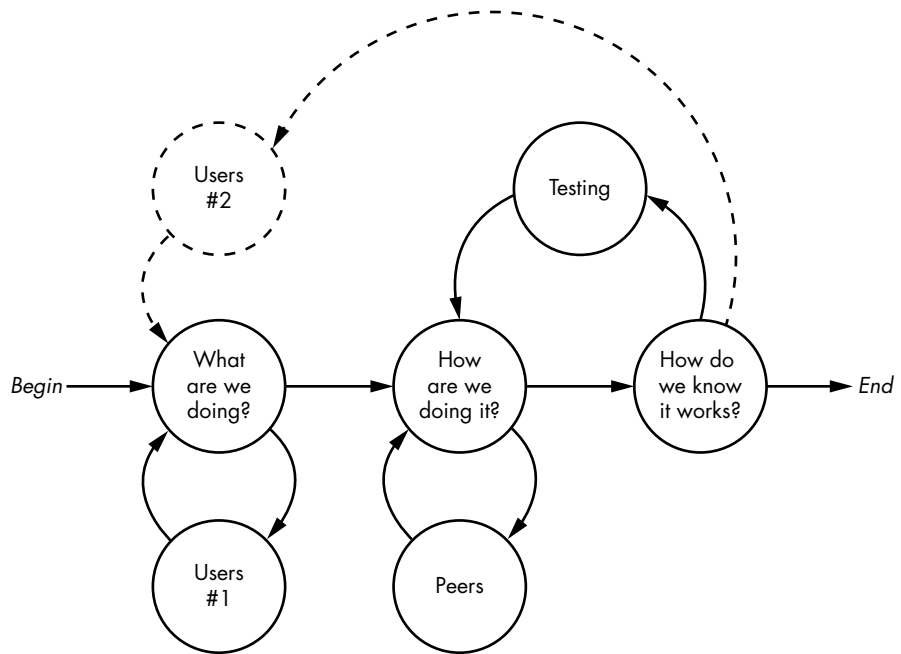 Users
#2
Testing
Begin
What
are we
doing?
How
are we
doing it?
How do
we know
it works?
End
Users
#1
Peers